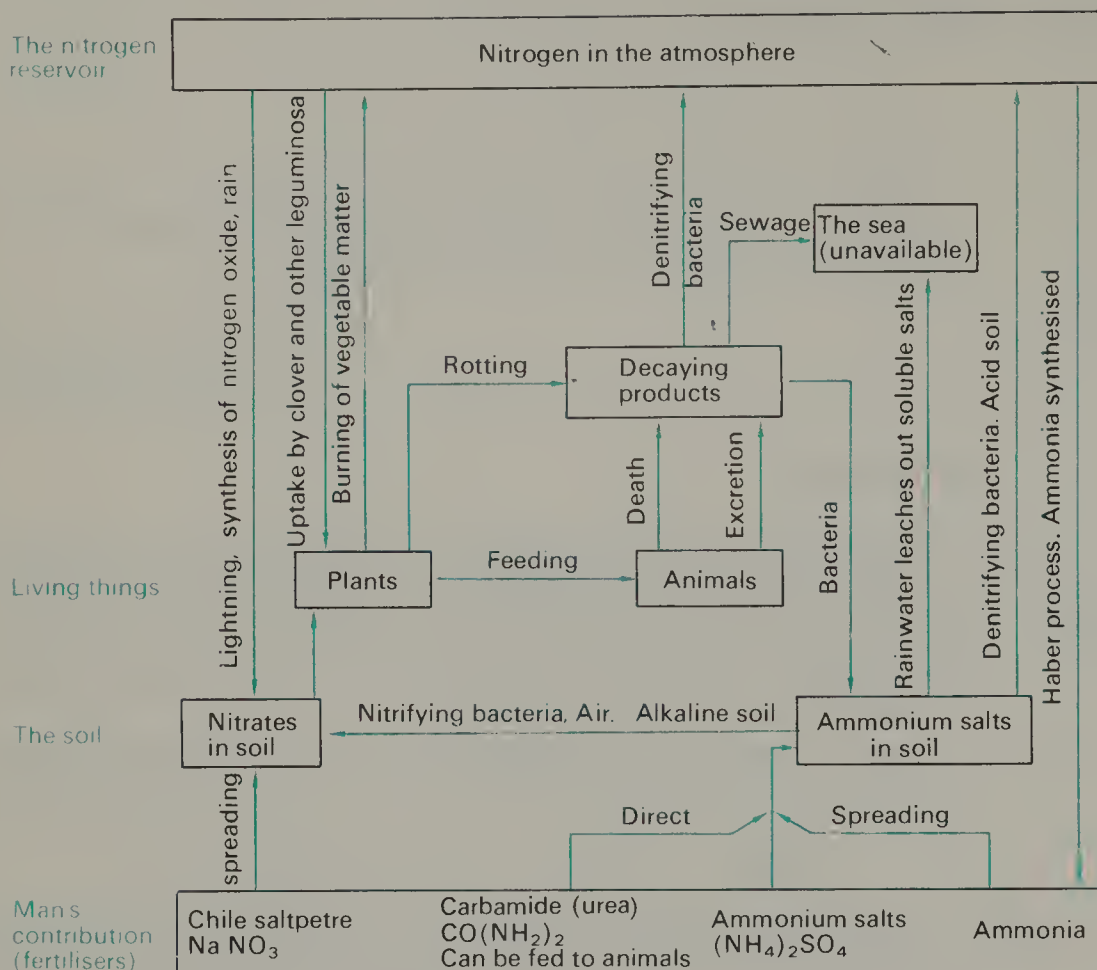 The nitrogen
reservoir
Nitrogen in the atmosphere
Lightning, synthesis of nitrogen oxide, rain
Uptake by clover and other leguminosa
Burning of vegetable matter
Denitrifying
bacteria
Sewage
The sea
(unavailable)
Rotting
Decaying
products
Death
Excretion
Bacteria
Rainwater leaches out soluble salts
Denitrifying bacteria. Acid soil
Haber process. Ammonia synthesised
Living things
Plants
Feeding
Animals
The soil
Nitrates
in soil
Nitrifying bacteria, Air. Alkaline soil
Ammonium salts
in soil
spreading
Direct
Spreading
Man's
contribution
(fertilisers)
Chile saltpetre
Na NO₃
Carbamide (urea)
CO(NH₂)₂
Can be fed to animals
Ammonium salts
(NH₄)₂SO₄
Ammonia